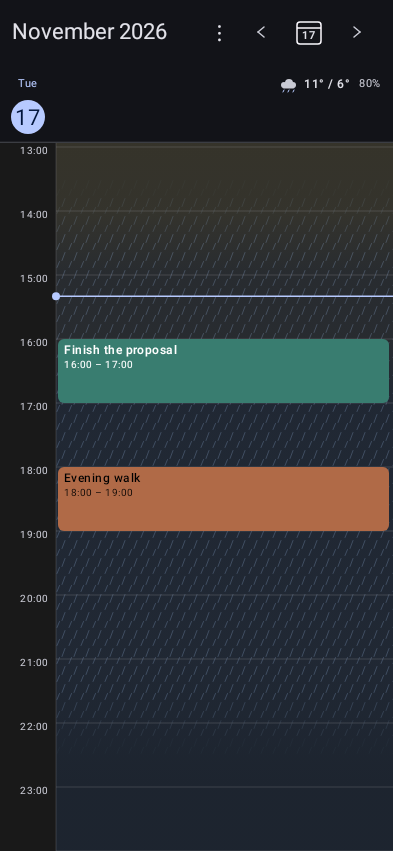 November 2026
17
Tue
11° / 6° 80%
17
13:00
14:00
15:00
16:00
Finish the proposal
16:00 – 17:00
17:00
18:00
Evening walk
18:00 – 19:00
19:00
20:00
21:00
22:00
23:00